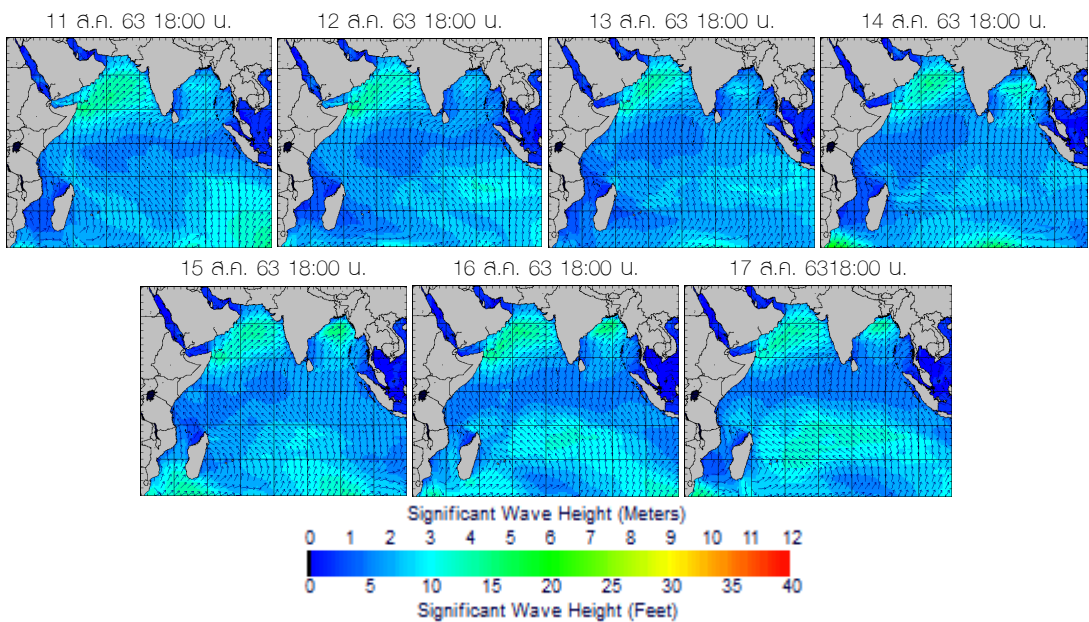 11 ส.ค. 63 18:00 น.
12 ส.ค. 63 18:00 น.
13 ส.ค. 63 18:00 น.
14 ส.ค. 63 18:00 น.
15 ส.ค. 63 18:00 น.
16 ส.ค. 63 18:00 น.
17 ส.ค. 6318:00 น.
Significant Wave Height (Meters)
0 1 2 3 4 5 6 7 8 9 10 11 12
0 5 10 15 20 25 30 35 40
Significant Wave Height (Feet)